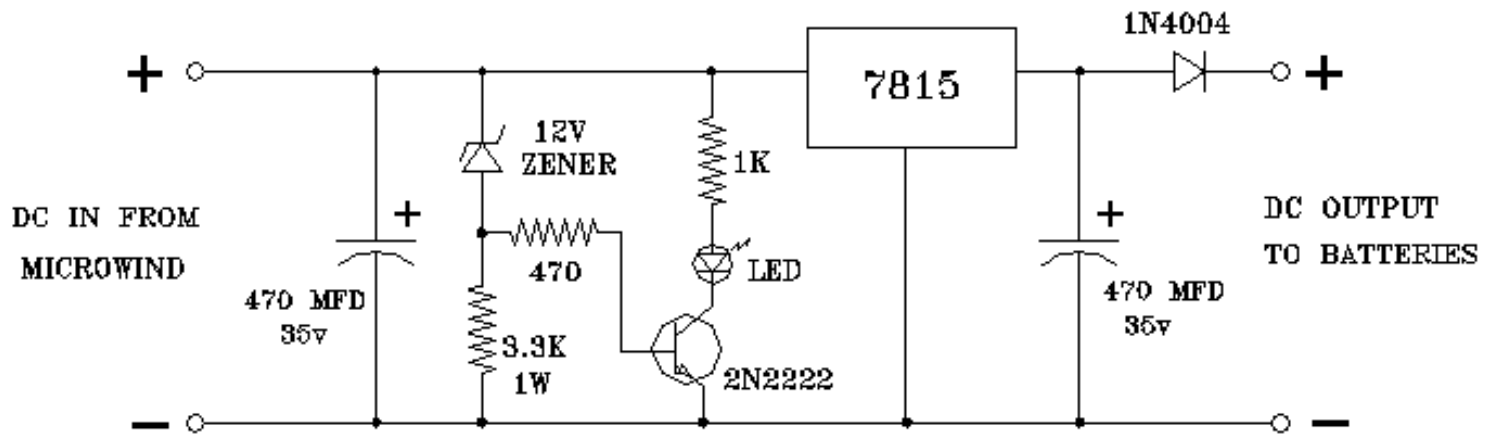 1N4004
+
+
7815
12V
ZENER
1K
DC IN FROM
MICROWIND
+
470
LED
+
DC OUTPUT
TO BATTERIES
470 MFD
35v
3.3K
1W
2N2222
470 MFD
35v
−
−